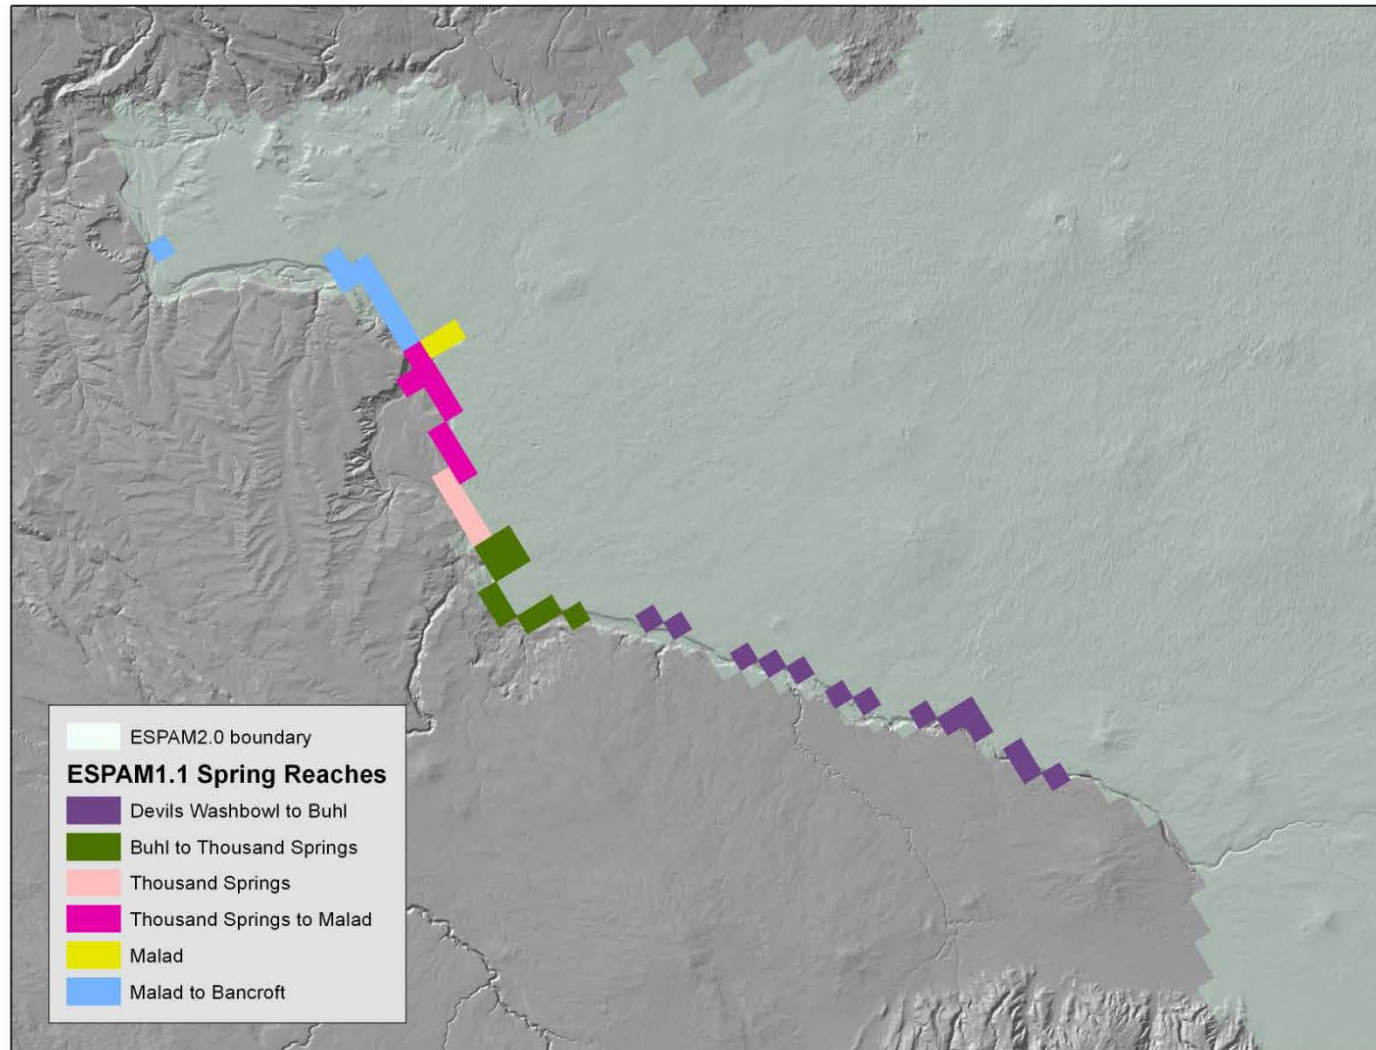 ESPAM2.0 boundary
ESPAM1.1 Spring Reaches
Devils Washbowl to Buhl
Buhl to Thousand Springs
Thousand Springs
Thousand Springs to Malad
Malad
Malad to Bancroft